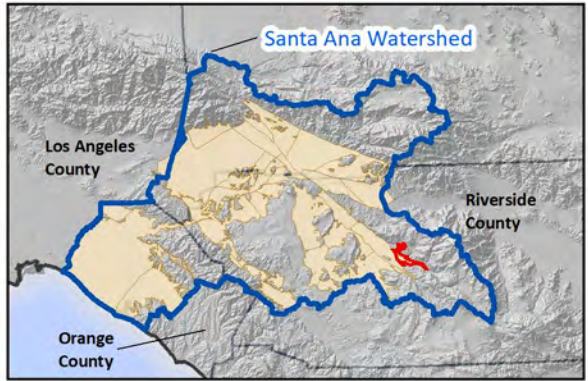 Santa Ana Watershed
Los Angeles
County
Riverside
County
Orange
County